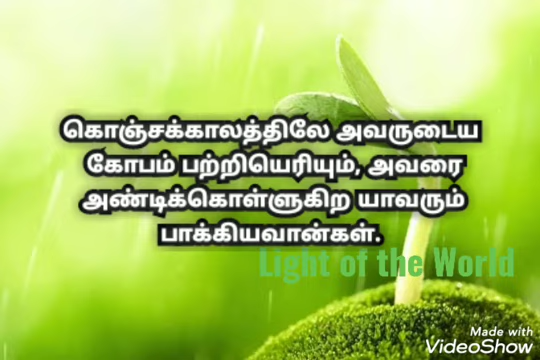 கொஞ்சக்காலத்திலே அவருடைய
கோபம் பற்றியெரியும், அவரை
அண்டிக்கொள்ளுகிற யாவரும்
பாக்கியவான்கள்.
Light of the World
Made with
VideoShow